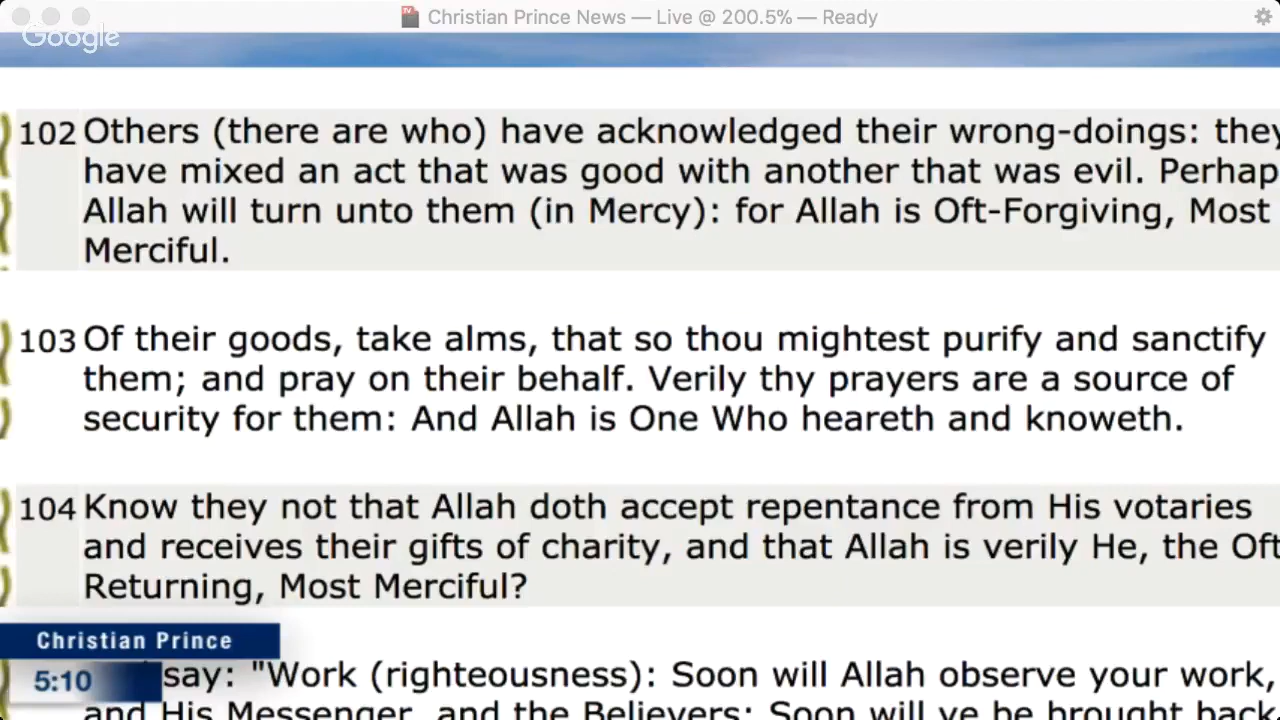 Christian Prince News — Live @ 200.5% — Ready
Google
102 Others (there are who) have acknowledged their wrong-doings: they
have mixed an act that was good with another that was evil. Perhap
Allah will turn unto them (in Mercy): for Allah is Oft-Forgiving, Most
Merciful.
103 Of their goods, take alms, that so thou mightest purify and sanctify
them; and pray on their behalf. Verily thy prayers are a source of
security for them: And Allah is One Who heareth and knoweth.
104 Know they not that Allah doth accept repentance from His votaries
and receives their gifts of charity, and that Allah is verily He, the Oft
Returning, Most Merciful?
Christian Prince
5:10
say: "Work (righteousness): Soon will Allah observe your work,
and His Messenger, and the Believers: Soon will ye be brought back